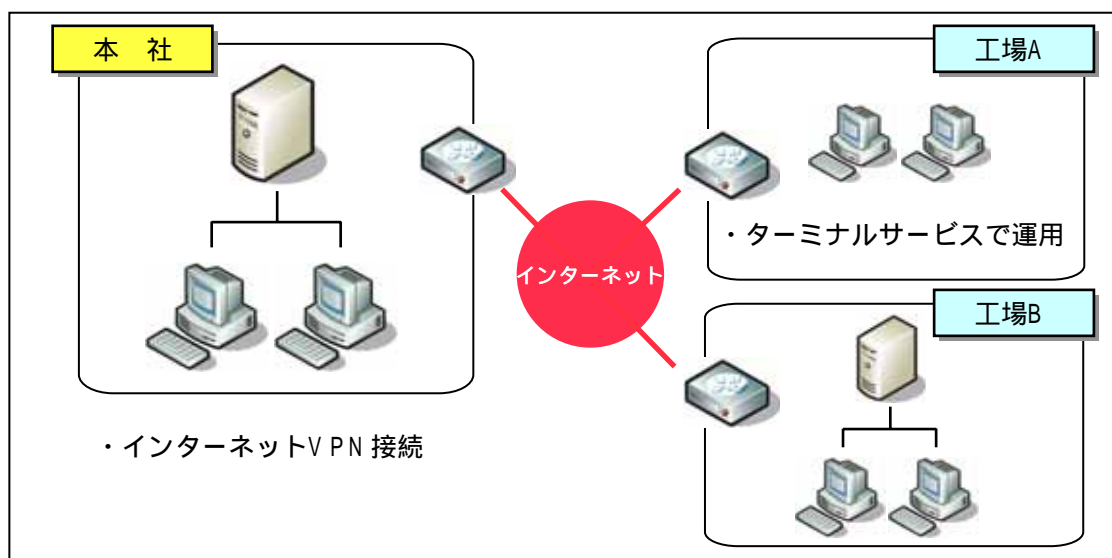 本　社
工場A
・ターミナルサービスで運用
インターネット
工場B
・インターネットVPN接続